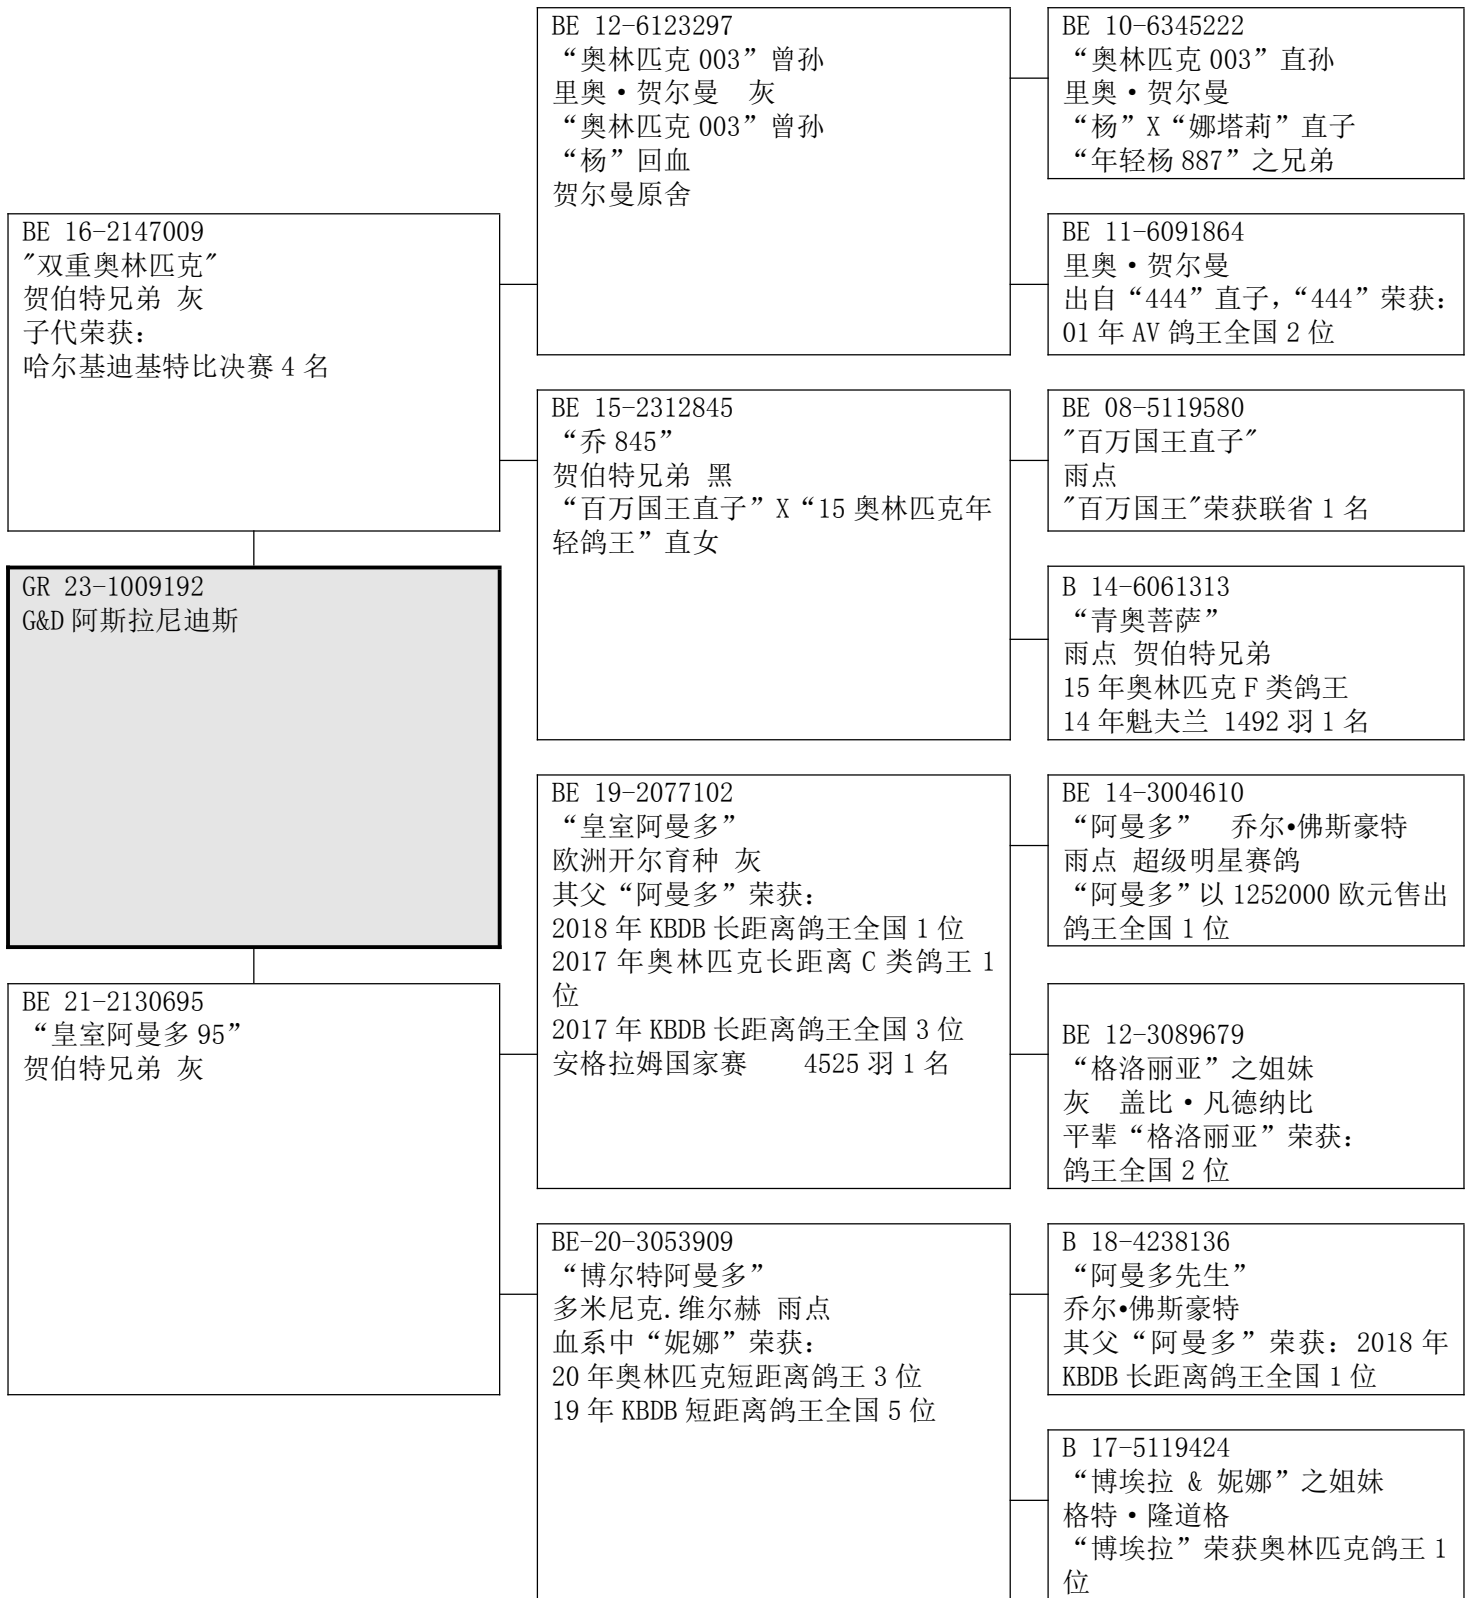 BE 16-2147009
"双重奥林匹克"
贺伯特兄弟 灰
子代荣获：
哈尔基迪基特比决赛 4 名
GR 23-1009192
G&D 阿斯拉尼迪斯
BE 21-2130695
“皇室阿曼多 95”
贺伯特兄弟 灰
BE 12-6123297
“奥林匹克 003”曾孙
里奥·贺尔曼 灰
“奥林匹克 003”曾孙
“杨”回血
贺尔曼原舍
BE 15-2312845
“乔 845”
贺伯特兄弟 黑
“百万国王直子”X“15 奥林匹克年
轻鸽王”直女
BE 19-2077102
“皇室阿曼多”
欧洲开尔育种 灰
其父“阿曼多”荣获：
2018 年 KBDB 长距离鸽王全国 1 位
2017 年奥林匹克长距离 C 类鸽王 1
位
2017 年 KBDB 长距离鸽王全国 3 位
安格拉姆国家赛 4525 羽 1 名
BE-20-3053909
“博尔特阿曼多”
多米尼克.维尔赫 雨点
血系中“妮娜”荣获：
20 年奥林匹克短距离鸽王 3 位
19 年 KBDB 短距离鸽王全国 5 位
BE 10-6345222
“奥林匹克 003”直孙
里奥·贺尔曼
“杨”X“娜塔莉”直子
“年轻杨 887”之兄弟
BE 11-6091864
里奥·贺尔曼
出自“444”直子，“444”荣获：
01 年 AV 鸽王全国 2 位
BE 08-5119580
"百万国王直子"
雨点
"百万国王"荣获联省 1 名
B 14-6061313
“青奥菩萨”
雨点 贺伯特兄弟
15 年奥林匹克 F 类鸽王
14 年魁夫兰 1492 羽 1 名
BE 14-3004610
“阿曼多” 乔尔•佛斯豪特
雨点 超级明星赛鸽
“阿曼多”以 1252000 欧元售出
鸽王全国 1 位
BE 12-3089679
“格洛丽亚”之姐妹
灰 盖比·凡德纳比
平辈“格洛丽亚”荣获：
鸽王全国 2 位
B 18-4238136
“阿曼多先生”
乔尔•佛斯豪特
其父“阿曼多”荣获：2018 年
KBDB 长距离鸽王全国 1 位
B 17-5119424
“博埃拉 & 妮娜”之姐妹
格特·隆道格
“博埃拉”荣获奥林匹克鸽王 1
位